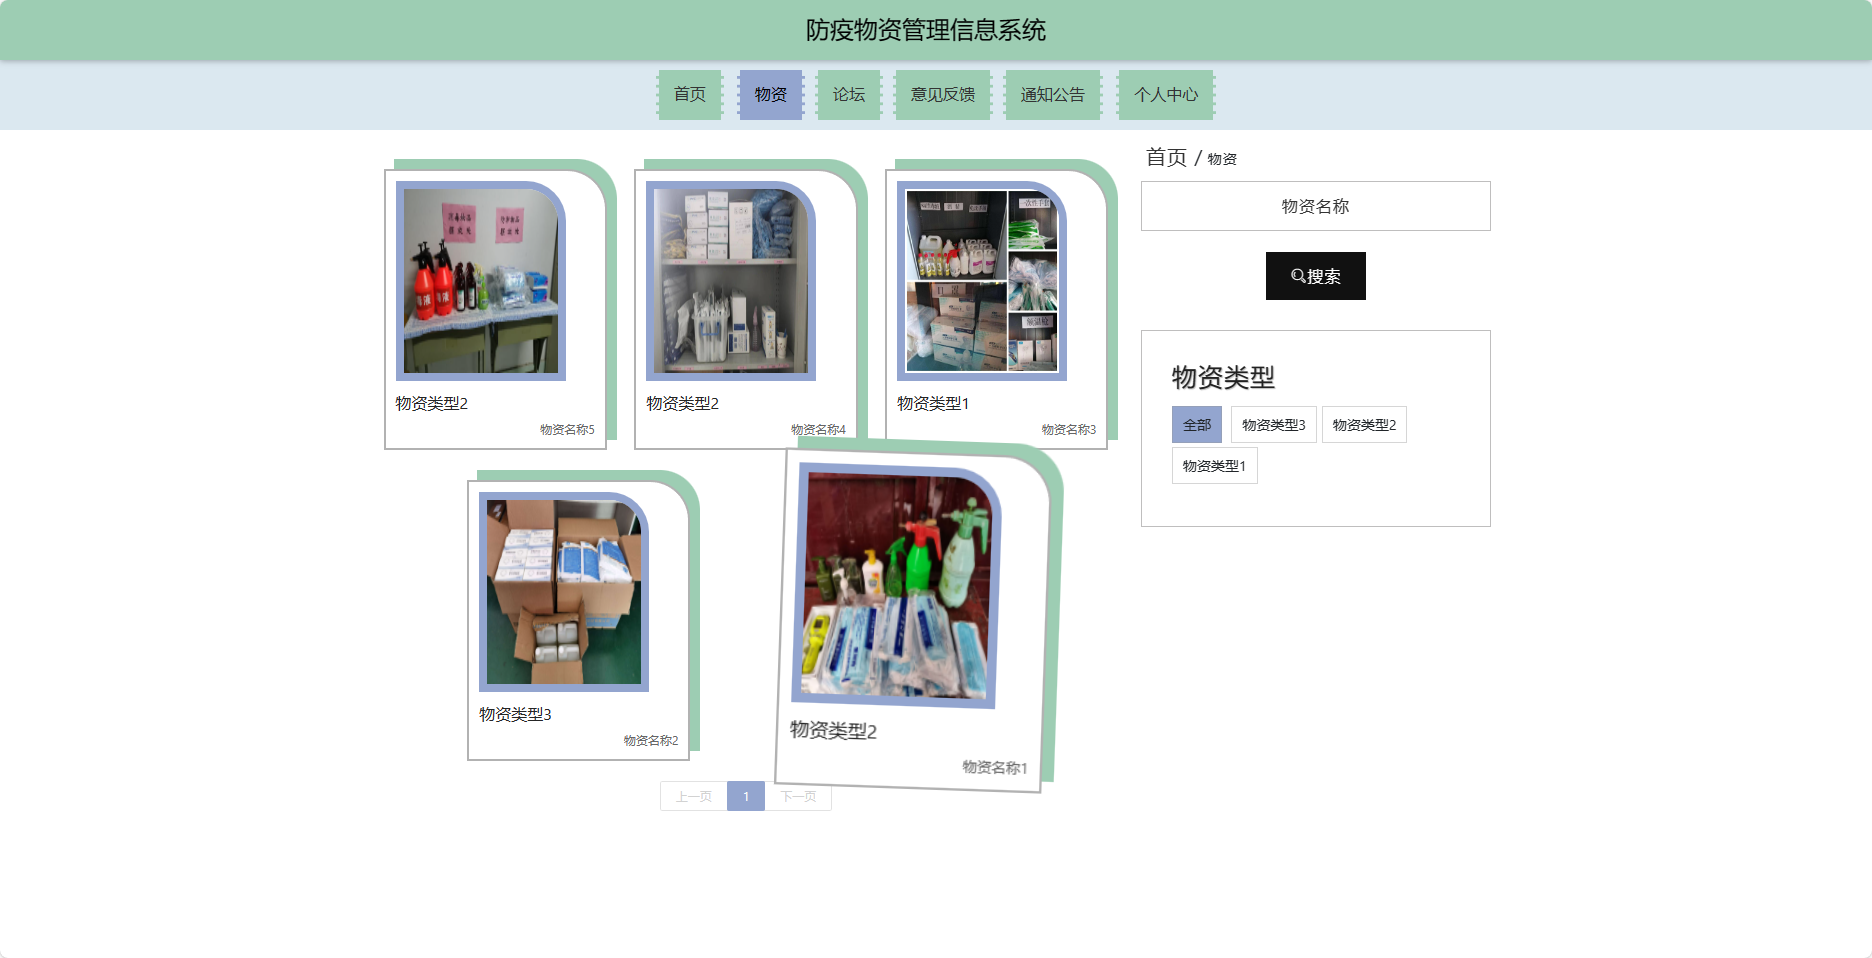 防疫物资管理信息系统
首页
物资
论坛
意见反馈
通知公告
个人中心
首页 / 物资
物资名称
搜索
物资类型
全部
物资类型3
物资类型2
物资类型1
物资类型2
物资名称5
物资类型2
物资名称4
物资类型1
物资名称3
物资类型3
物资名称2
物资类型2
物资名称1
上一页
1
下一页